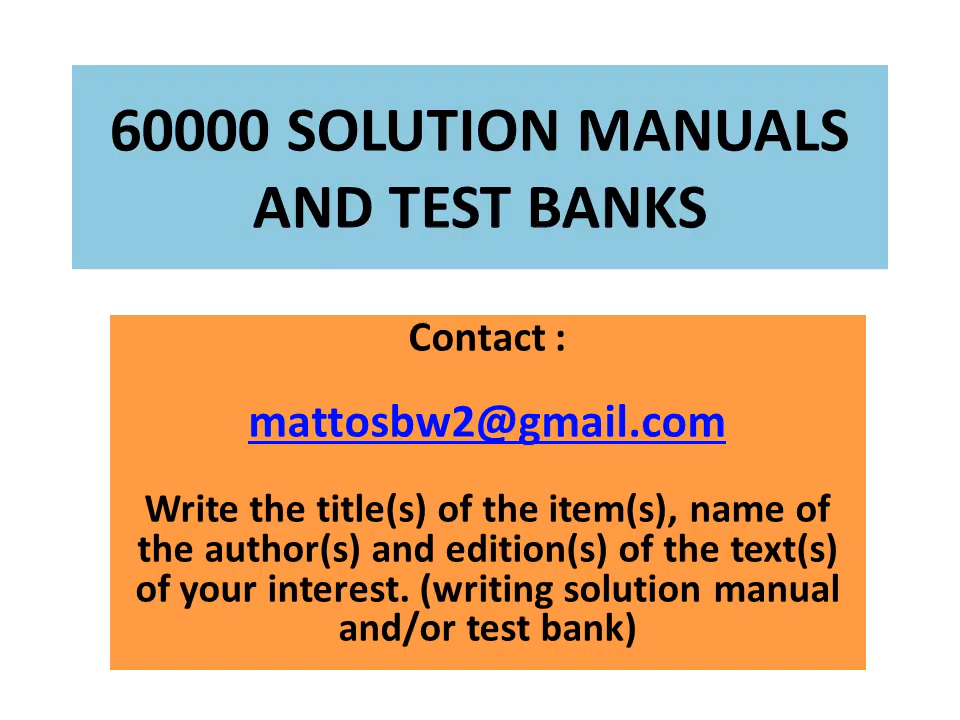 60000 SOLUTION MANUALS
AND TEST BANKS
Contact :
mattosbw2@gmail.com
Write the title(s) of the item(s), name of
the author(s) and edition(s) of the text(s)
of your interest. (writing solution manual
and/or test bank)